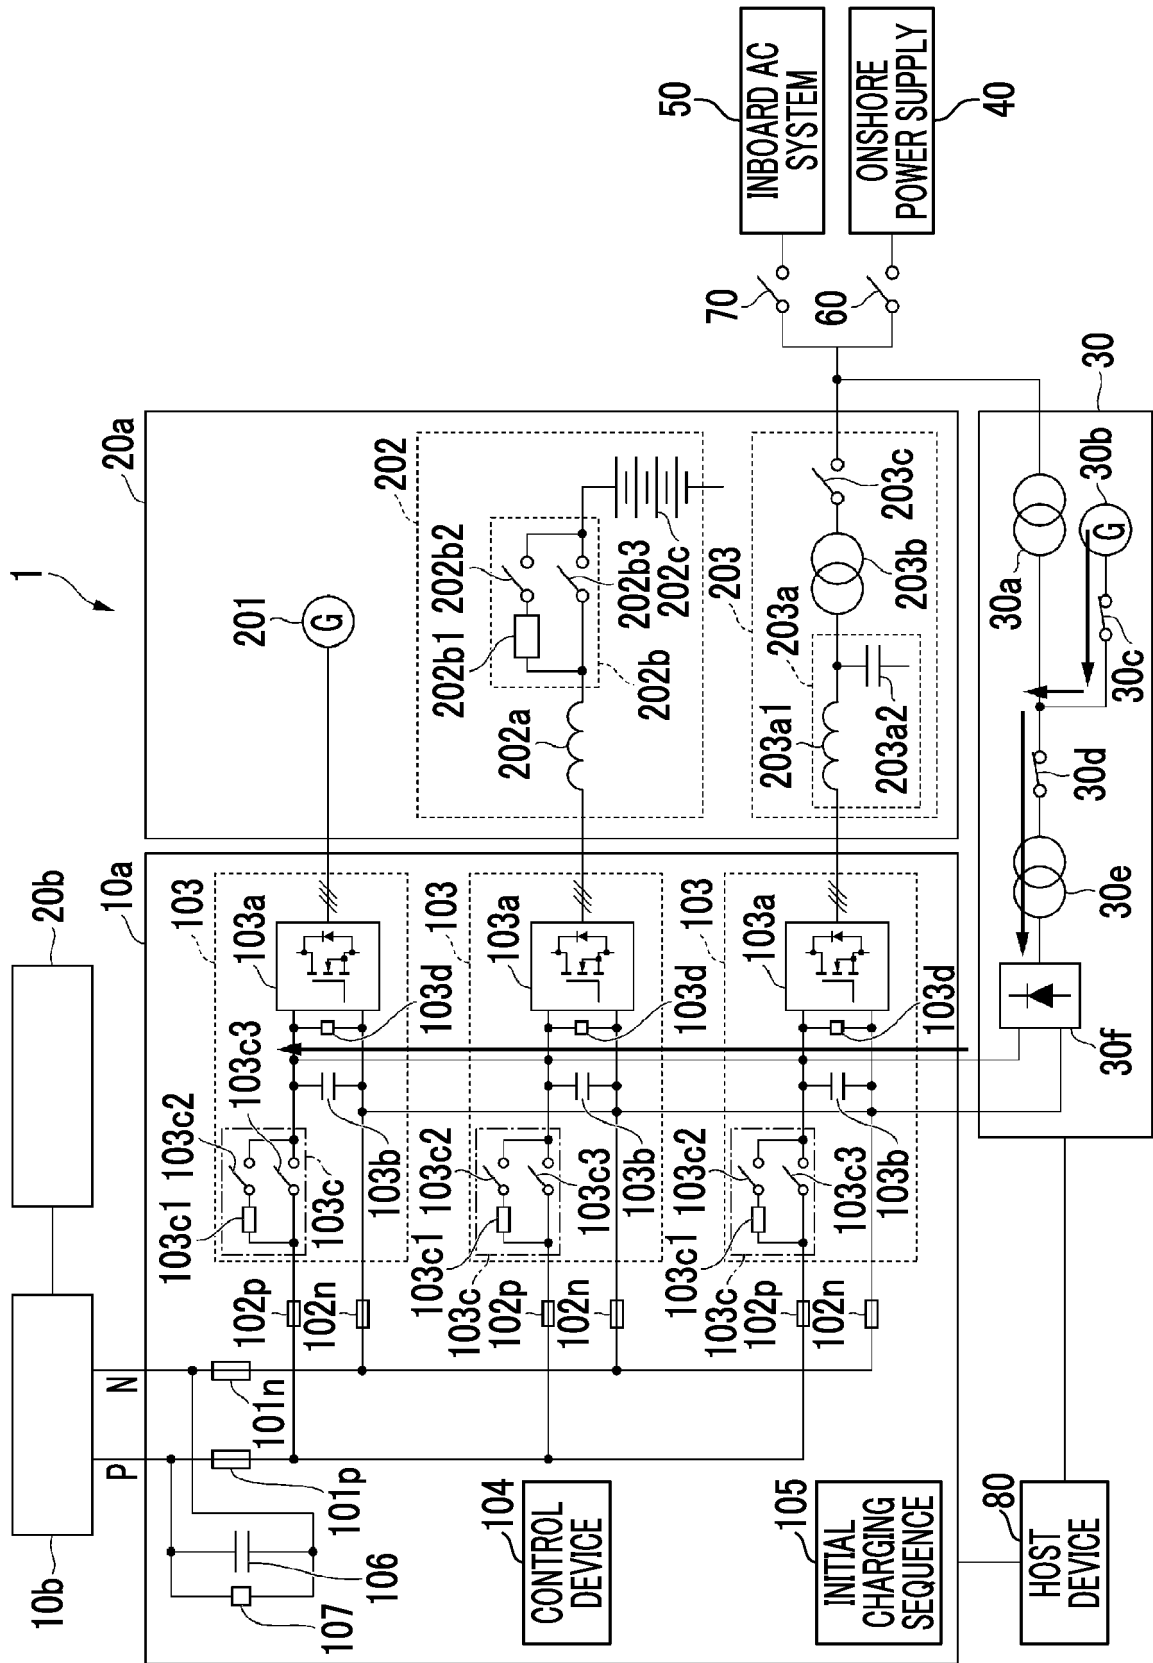 1
10b
20b
10a
20a
P
N
101p
101n
106
107
102p
102n
103c1
103c2
103c3
103c
103b
103
103a
103d
201
G
102p
102n
103c
103c1
103c2
103c3
103b
103
103a
103d
202
202a
202b
202b1
202b2
202b3
202c
102p
102n
103c
103c1
103c2
103c3
103b
103
103a
103d
203
203a
203a1
203a2
203b
203c
104
CONTROL
DEVICE
105
INITIAL
CHARGING
SEQUENCE
80
HOST
DEVICE
30
30a
30b
G
30c
30d
30e
30f
70
60
50
INBOARD AC
SYSTEM
40
ONSHORE
POWER SUPPLY